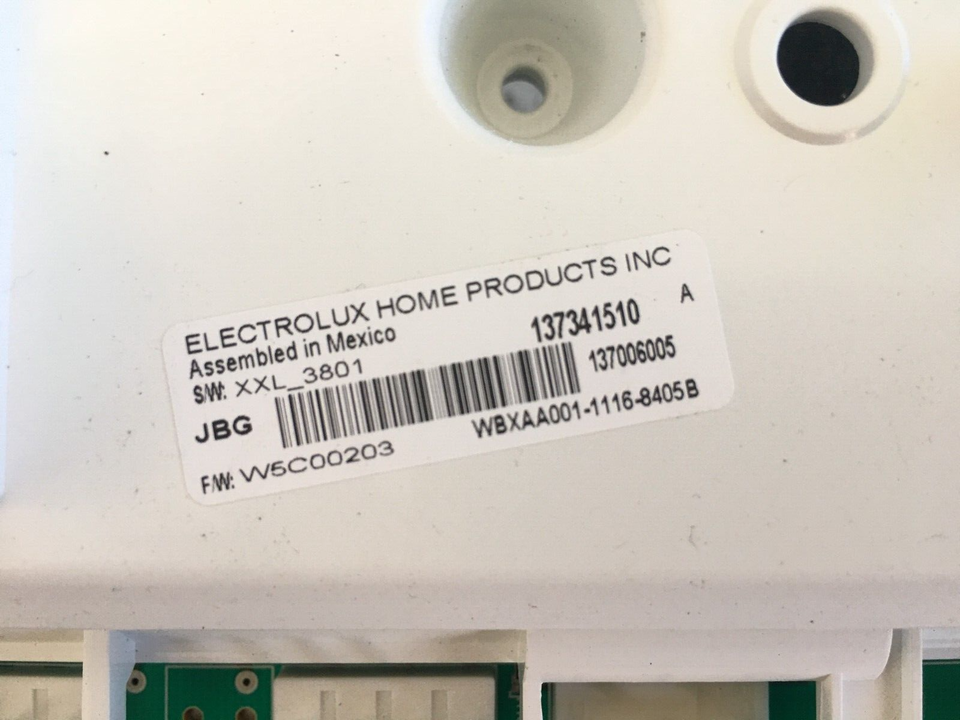 ELECTROLUX HOME PRODUCTS INC
Assembled in Mexico 137341510 A
S/W: XXL_3801 137006005
JBG WBXAA001-1116-8405B
F/W: W5C00203